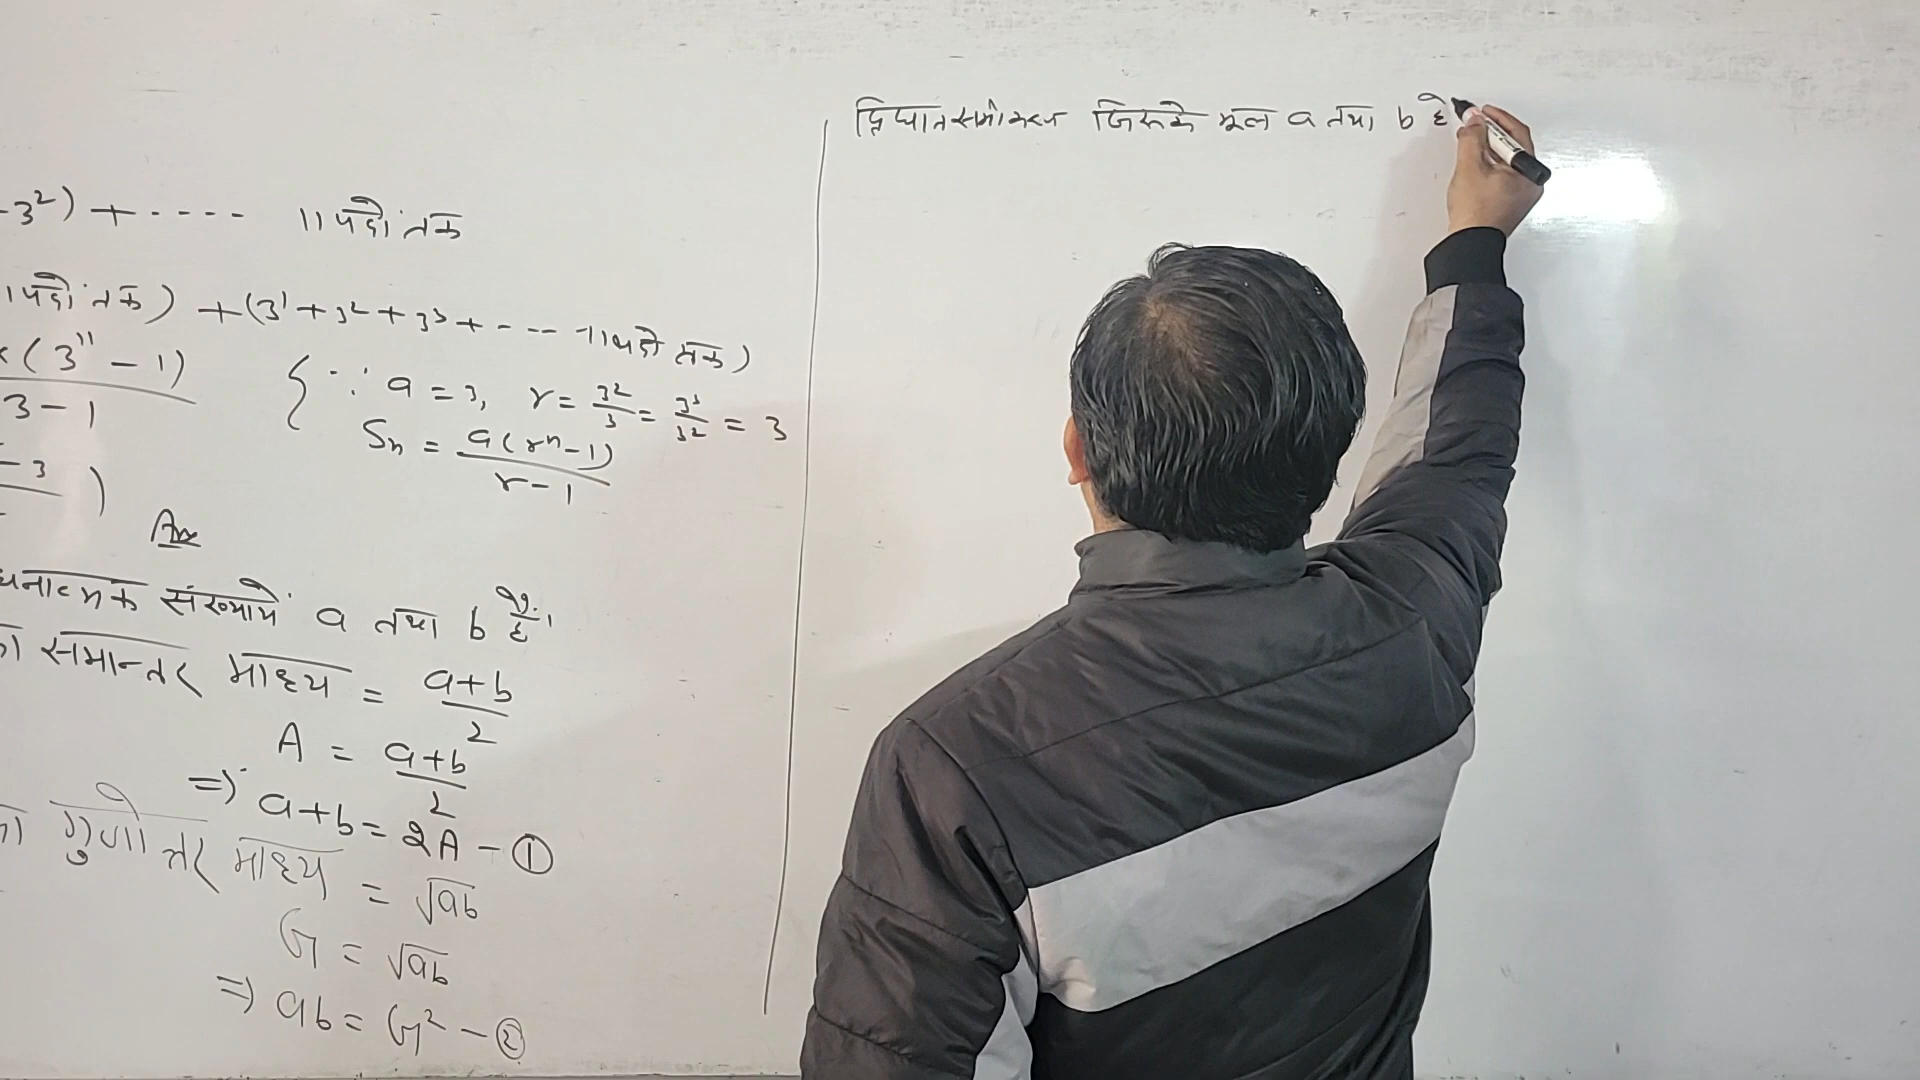 -3²) + ---- 11 पदों तक
11 पदों तक) + (3¹ + 3² + 3³ + ---- 11 पदों तक)
× (3¹¹ - 1)
3 - 1
{ ∵ a = 3, r = 3²/3 = 3³/3² = 3
Sₙ = a(rⁿ - 1)/r - 1
- 3 )
Ans
धनात्मक संख्यायें a तथा b हैं।
का समान्तर माध्य = a+b/2
A = a+b/2
⇒ a+b = 2A - ①
का गुणोत्तर माध्य = √ab
G = √ab
⇒ ab = G² - ②
द्विघात समीकरण जिसके मूल a तथा b है